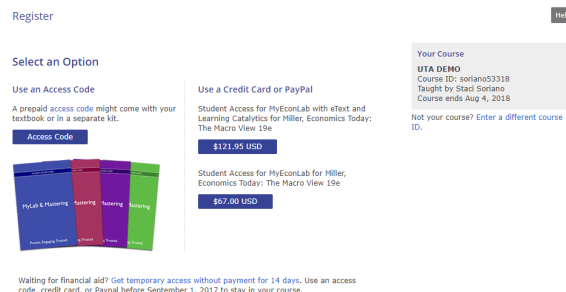 Register
Hel
Select an Option
Use an Access Code
A prepaid access code might come with your
textbook or in a separate kit.
Access Code
MyLab & Mastering
Mastering
Mastering
Mastering
Use a Credit Card or PayPal
Student Access for MyEconLab with eText and
Learning Catalytics for Miller, Economics Today:
The Macro View 19e
$121.95 USD
Student Access for MyEconLab for Miller,
Economics Today: The Macro View 19e
$67.00 USD
Your Course
UTA DEMO
Course ID: soriano53318
Taught by Staci Soriano
Course ends Aug 4, 2018
Not your course? Enter a different course
ID.
Waiting for financial aid? Get temporary access without payment for 14 days. Use an access
code, credit card, or Paypal before September 1, 2017 to stay in your course.